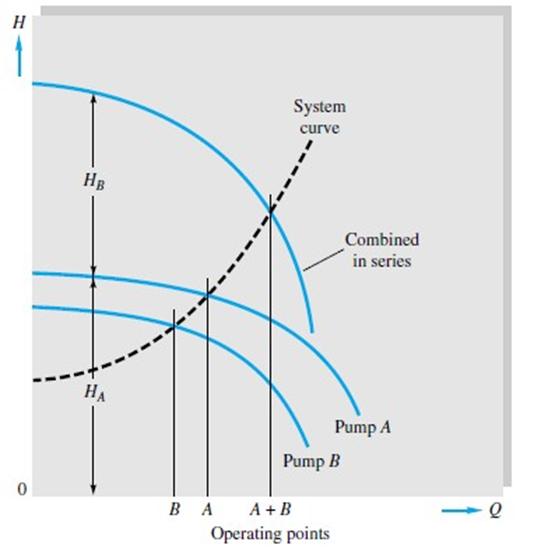 H
System
curve
H_B
Combined
in series
H_A
Pump A
Pump B
0
B A A + B Q
Operating points